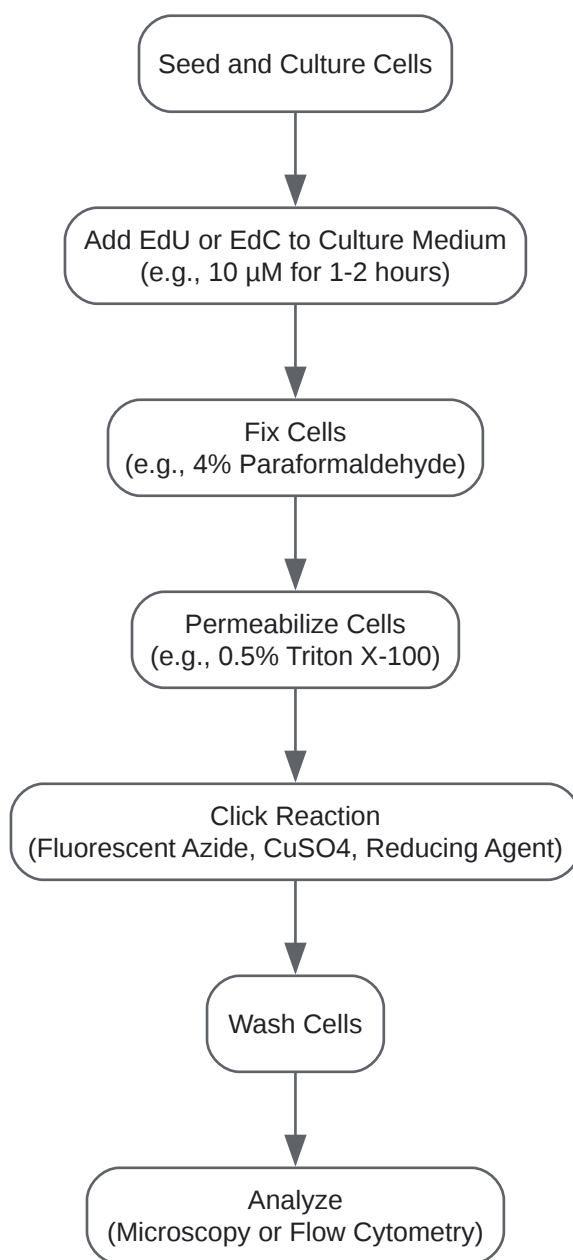 Seed and Culture Cells
Add EdU or EdC to Culture Medium
(e.g., 10 µM for 1-2 hours)
Fix Cells
(e.g., 4% Paraformaldehyde)
Permeabilize Cells
(e.g., 0.5% Triton X-100)
Click Reaction
(Fluorescent Azide, CuSO4, Reducing Agent)
Wash Cells
Analyze
(Microscopy or Flow Cytometry)